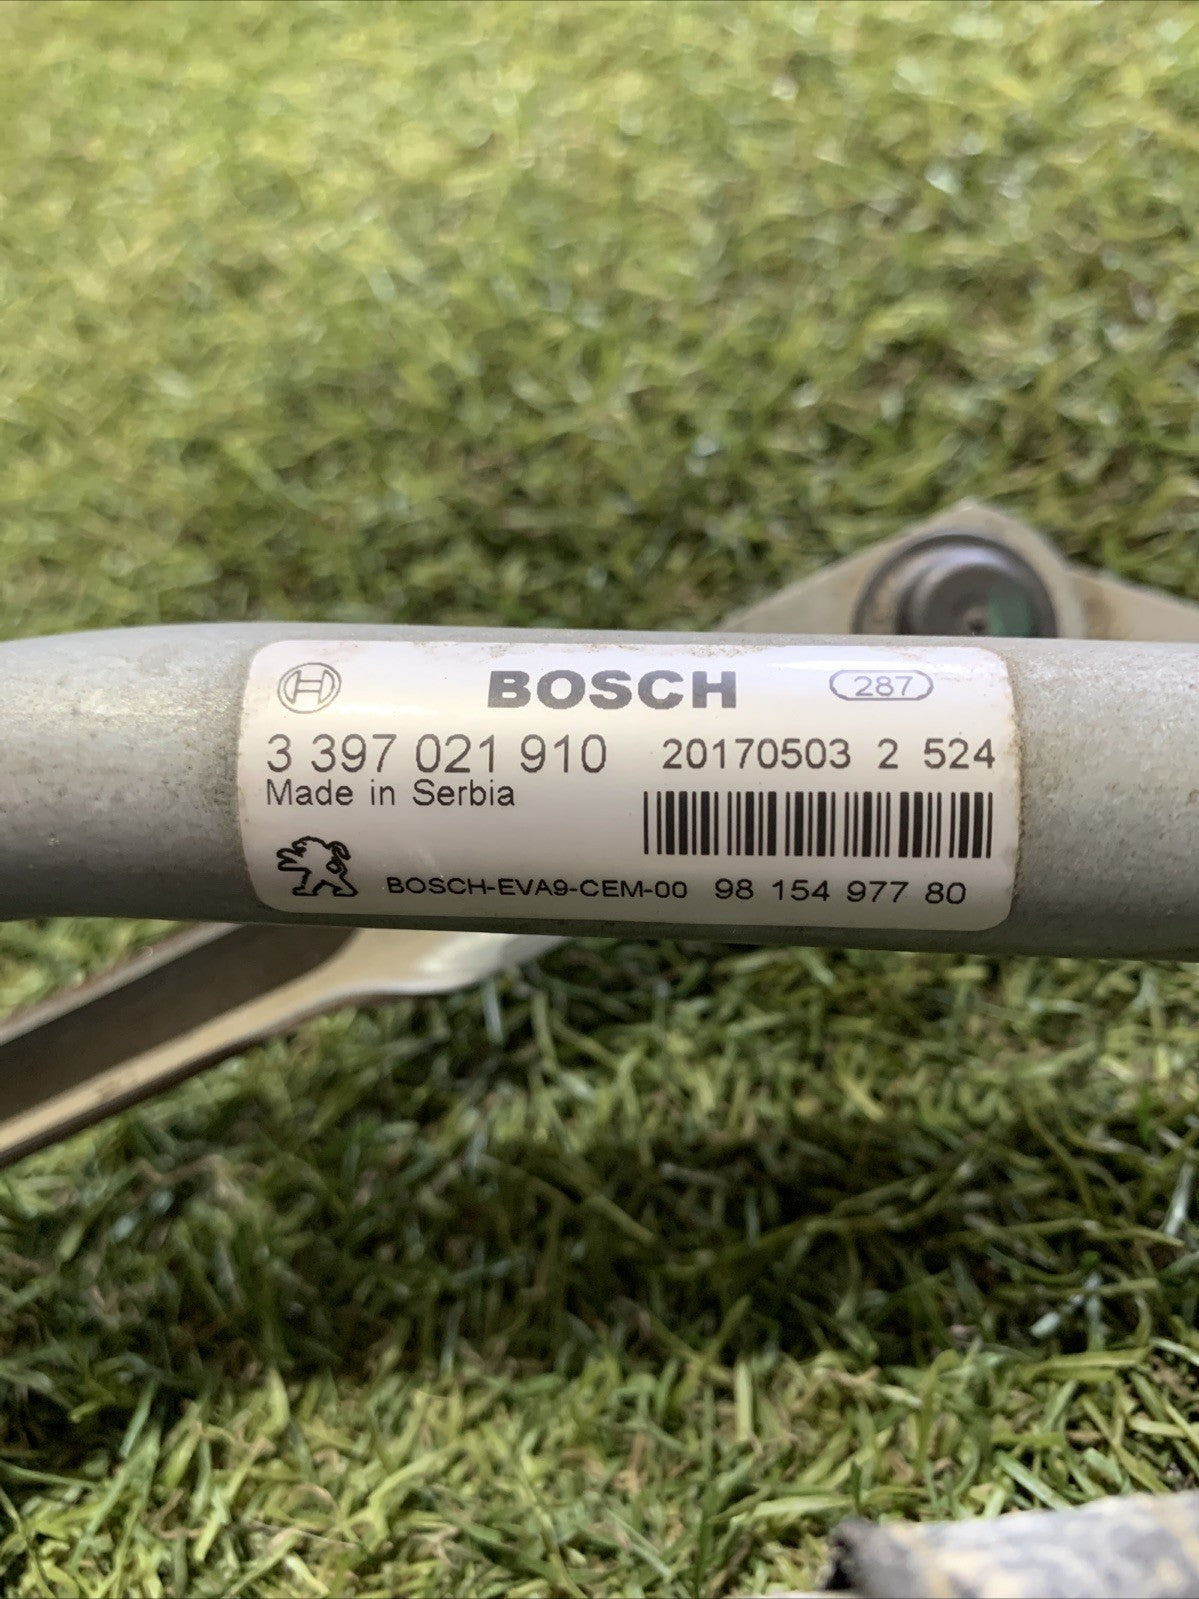 BOSCH 287
3 397 021 910 20170503 2 524
Made in Serbia
BOSCH-EVA9-CEM-00 98 154 977 80